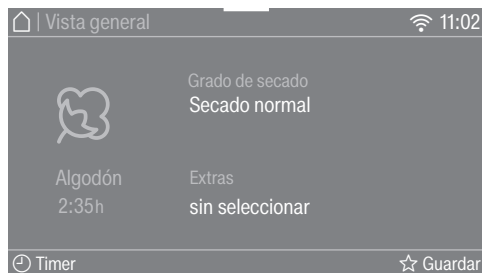 | Vista general 11:02
Grado de secado
Secado normal
Algodón
2:35h
Extras
sin seleccionar
Timer
Guardar